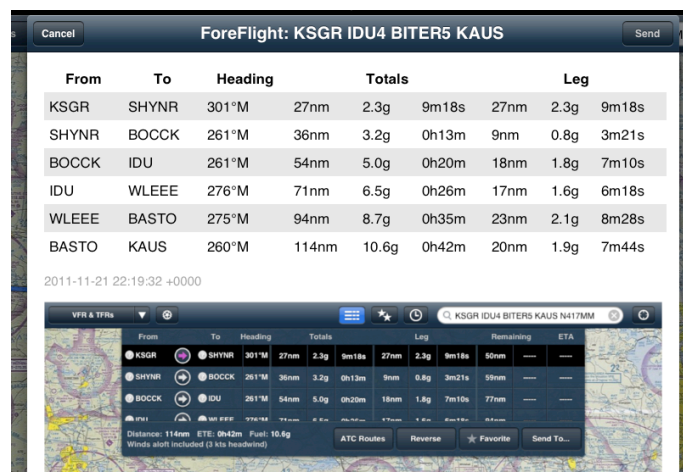 Cancel ForeFlight: KSGR IDU4 BITER5 KAUS Send
From To Heading Totals Leg
KSGR SHYNR 301°M 27nm 2.3g 9m18s 27nm 2.3g 9m18s
SHYNR BOCCK 261°M 36nm 3.2g 0h13m 9nm 0.8g 3m21s
BOCCK IDU 261°M 54nm 5.0g 0h20m 18nm 1.8g 7m10s
IDU WLEEE 276°M 71nm 6.5g 0h26m 17nm 1.6g 6m18s
WLEEE BASTO 275°M 94nm 8.7g 0h35m 23nm 2.1g 8m28s
BASTO KAUS 260°M 114nm 10.6g 0h42m 20nm 1.9g 7m44s
2011-11-21 22:19:32 +0000
VFR & TFRs KSGR IDU4 BITER5 KAUS N417MM
From To Heading Totals Leg Remaining ETA
KSGR SHYNR 301°M 27nm 2.3g 9m18s 27nm 2.3g 9m18s 50nm ----- -----
SHYNR BOCCK 261°M 36nm 3.2g 0h13m 9nm 0.8g 3m21s 59nm ----- -----
BOCCK IDU 261°M 54nm 5.0g 0h20m 18nm 1.8g 7m10s 77nm ----- -----
Distance: 114nm ETE: 0h42m Fuel: 10.6g
Winds aloft included (3 kts headwind)
ATC Routes Reverse Favorite Send To...